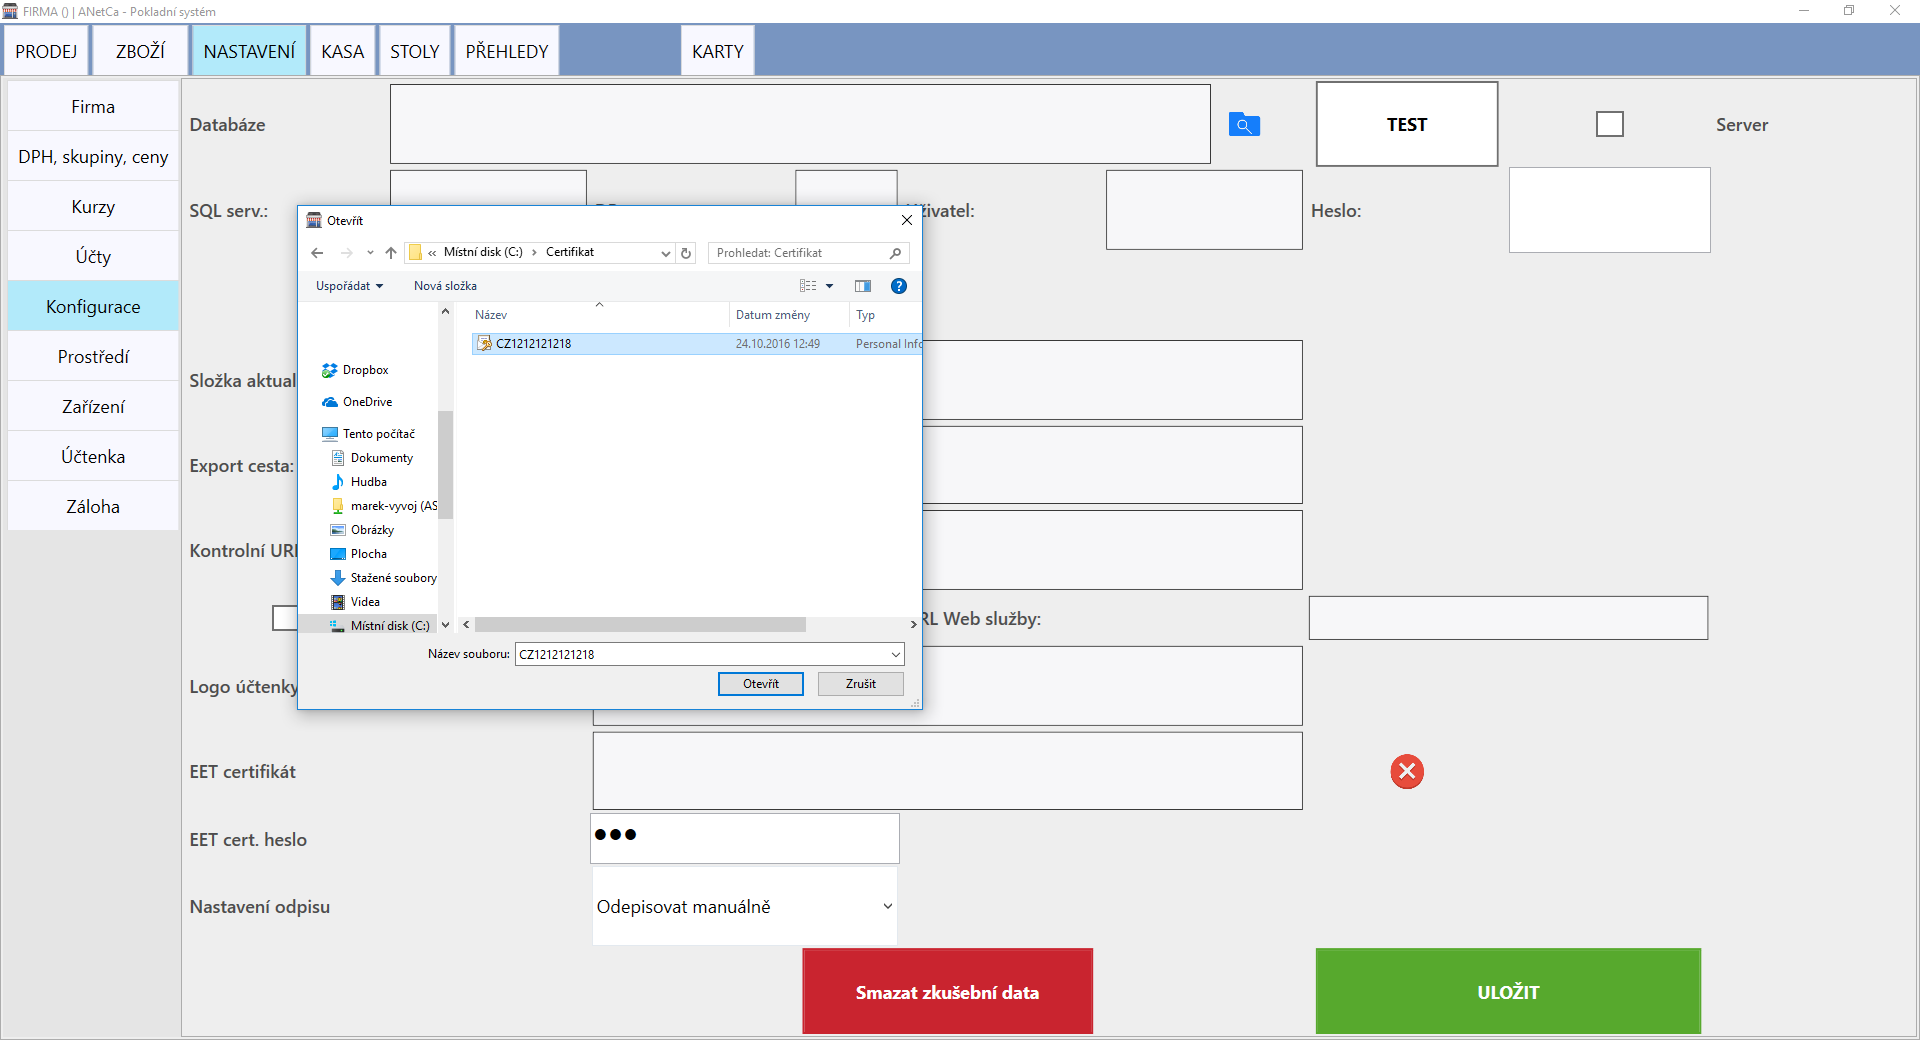 FIRMA () | ANetCa - Pokladní systém
PRODEJ
ZBOŽÍ
NASTAVENÍ
KASA
STOLY
PŘEHLEDY
KARTY
Firma
DPH, skupiny, ceny
Kurzy
Účty
Konfigurace
Prostředí
Zařízení
Účtenka
Záloha
Databáze
TEST
Server
SQL serv.:
živatel:
Heslo:
Otevřít
« Místní disk (C:) › Certifikat
Prohledat: Certifikat
Uspořádat
Nová složka
?
Název
Datum změny
Typ
CZ1212121218
24.10.2016 12:49
Personal Info
Dropbox
OneDrive
Tento počítač
Dokumenty
Hudba
marek-vyvoj (AS
Obrázky
Plocha
Stažené soubory
Videa
Místní disk (C:)
Název souboru:
CZ1212121218
Otevřít
Zrušit
Složka aktual
Export cesta:
Kontrolní URL
RL Web služby:
Logo účtenky
EET certifikát
EET cert. heslo
●●●
Nastavení odpisu
Odepisovat manuálně
Smazat zkušební data
ULOŽIT